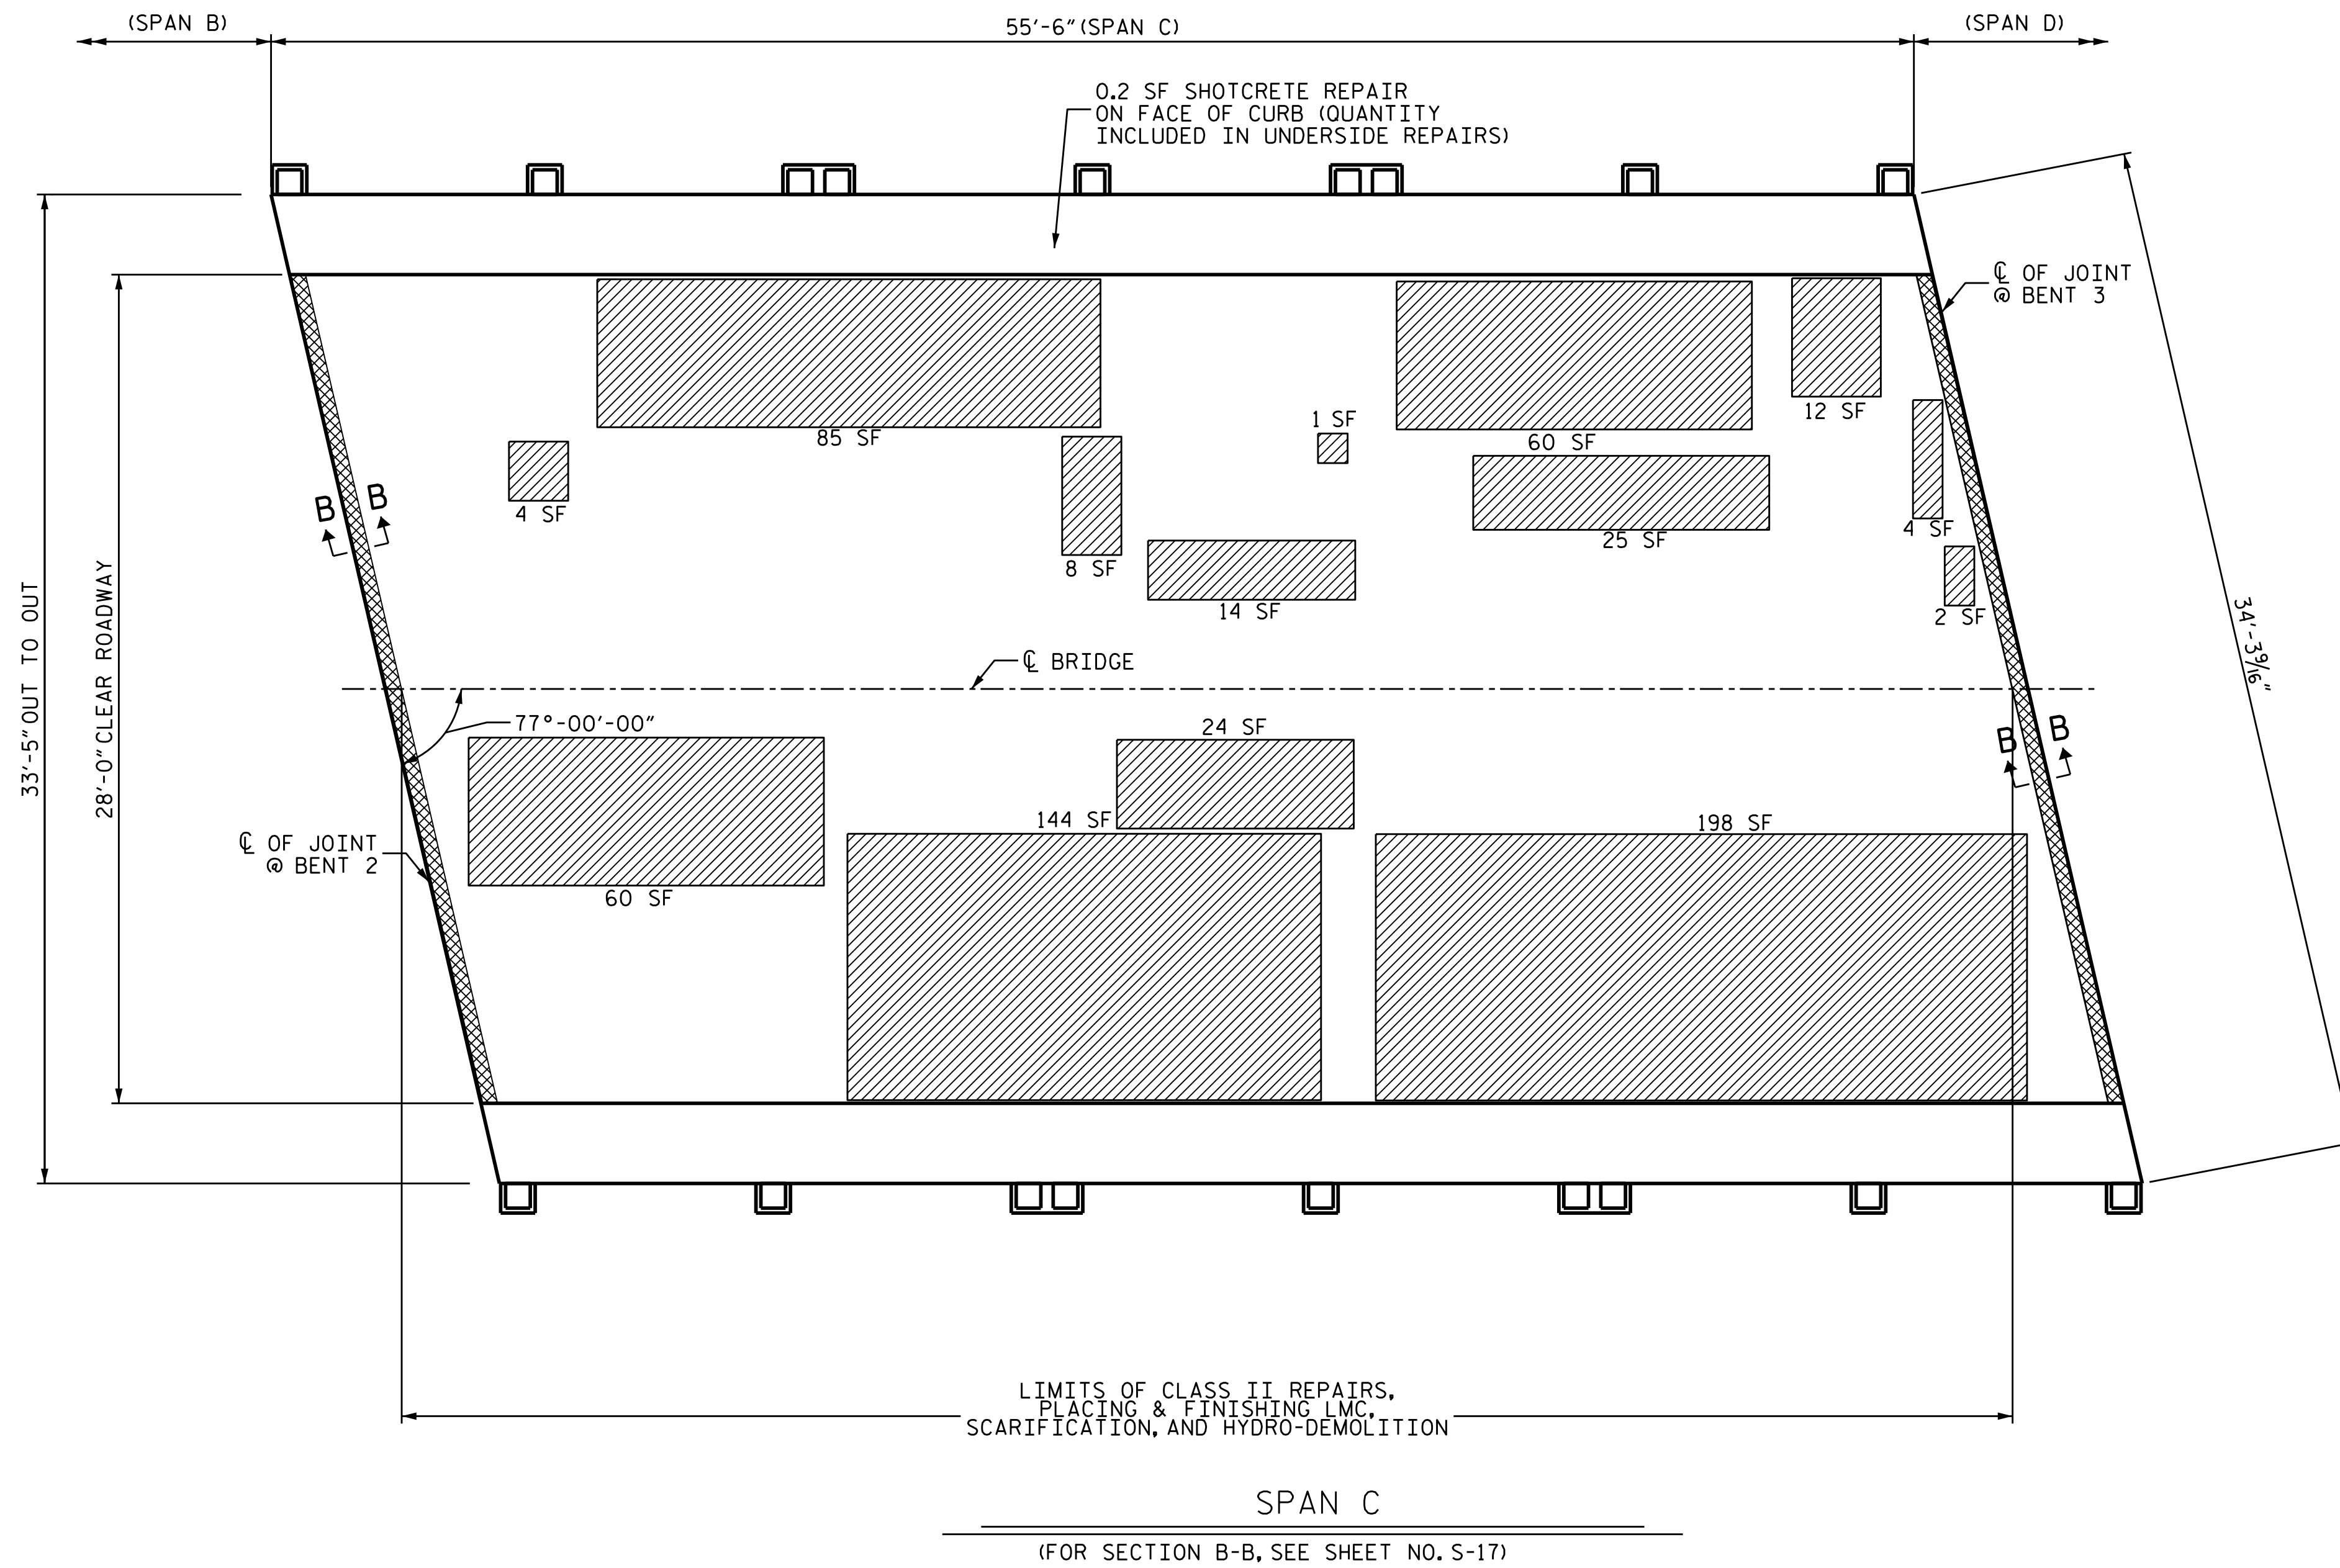 (SPAN B)
55'-6" (SPAN C)
(SPAN D)
0.2 SF SHOTCRETE REPAIR
ON FACE OF CURB (QUANTITY
INCLUDED IN UNDERSIDE REPAIRS)
℄ OF JOINT
@ BENT 3
85 SF
60 SF
12 SF
1 SF
4 SF
8 SF
25 SF
4 SF
14 SF
2 SF
B
B
33'-5" OUT TO OUT
28'-0" CLEAR ROADWAY
34'-3 9/16"
℄ BRIDGE
77°-00'-00"
24 SF
B
B
℄ OF JOINT
@ BENT 2
60 SF
144 SF
198 SF
LIMITS OF CLASS II REPAIRS,
PLACING & FINISHING LMC,
SCARIFICATION, AND HYDRO-DEMOLITION
SPAN C
(FOR SECTION B-B, SEE SHEET NO. S-17)